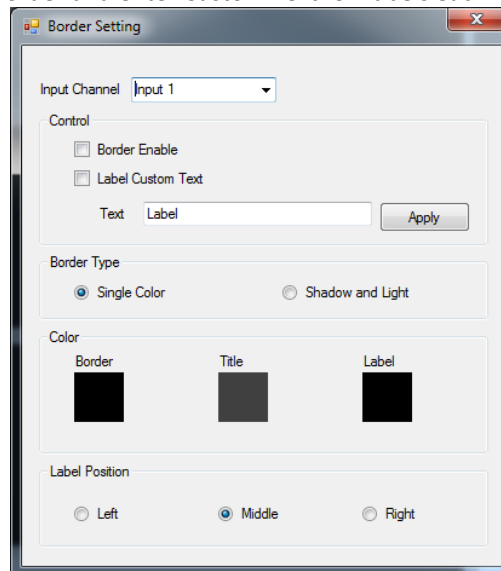 Border Setting
Input Channel Input 1
Control
Border Enable
Label Custom Text
Text Label Apply
Border Type
Single Color Shadow and Light
Color
Border Title Label
Label Position
Left Middle Right